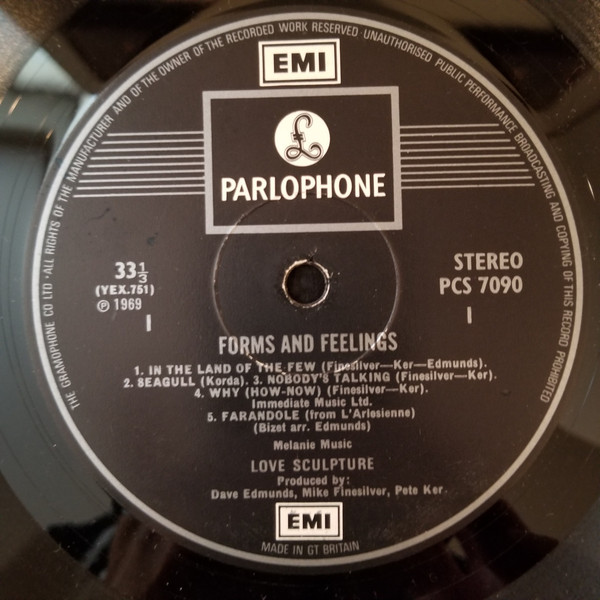 THE GRAMOPHONE CO LTD · ALL RIGHTS OF THE MANUFACTURER AND OF THE OWNER OF THE RECORDED WORK RESERVED · UNAUTHORISED PUBLIC PERFORMANCE BROADCASTING AND COPYING OF THIS RECORD PROHIBITED
EMI
£
PARLOPHONE
33⅓
(YEX.751)
℗ 1969
I
STEREO
PCS 7090
I
FORMS AND FEELINGS
1. IN THE LAND OF THE FEW (Finesilver—Ker—Edmunds).
2. SEAGULL (Korda). 3. NOBODY'S TALKING (Finesilver—Ker).
4. WHY (HOW-NOW) (Finesilver—Ker).
Immediate Music Ltd.
5. FARANDOLE (from L'Arlesienne)
(Bizet arr. Edmunds)
Melanie Music
LOVE SCULPTURE
Produced by:
Dave Edmunds, Mike Finesilver, Pete Ker.
EMI
MADE IN GT BRITAIN